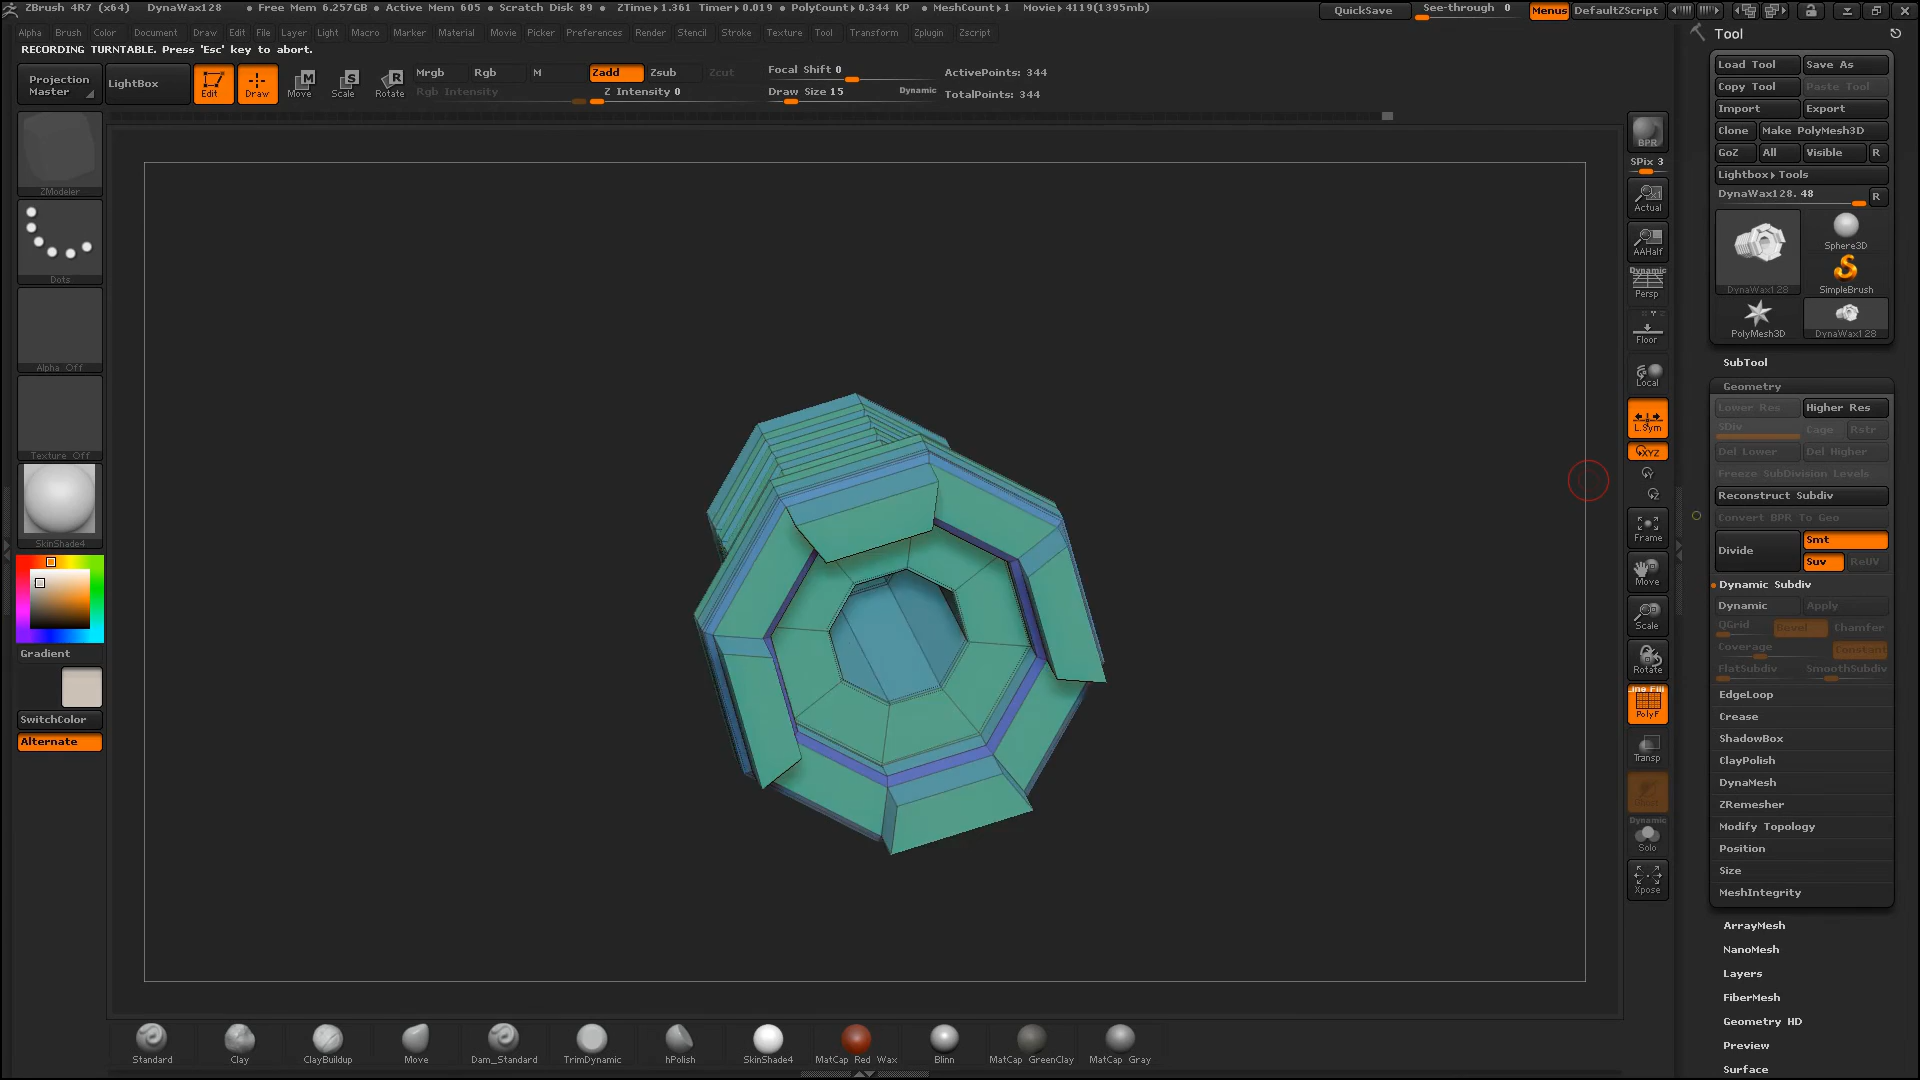 ZBrush 4R7 (x64) DynaWax128 • Free Mem 6.257GB • Active Mem 605 • Scratch Disk 89 • ZTime▸1.361 Timer▸0.019 • PolyCount▸0.344 KP • MeshCount▸1 Movie▸4119(1395mb) QuickSave See-through 0 Menus DefaultZScript
Alpha Brush Color Document Draw Edit File Layer Light Macro Marker Material Movie Picker Preferences Render Stencil Stroke Texture Tool Transform Zplugin Zscript
RECORDING TURNTABLE. Press 'Esc' key to abort.
Projection Master
LightBox
Edit
Draw
Move
Scale
Rotate
Mrgb Rgb M Zadd Zsub Zcut
Rgb Intensity Z Intensity 0
Focal Shift 0
Draw Size 15 Dynamic
ActivePoints: 344
TotalPoints: 344
ZModeler
Dots
Alpha Off
Texture Off
SkinShade4
Gradient
SwitchColor
Alternate
Standard
Clay
ClayBuildup
Move
Dam_Standard
TrimDynamic
hPolish
SkinShade4
MatCap Red Wax
Blinn
MatCap GreenClay
MatCap Gray
BPR
SPix 3
Actual
AAHalf
Dynamic
Persp
Floor
Local
L.Sym
XYZ
Frame
Move
Scale
Rotate
Line Fill
PolyF
Transp
Dynamic
Solo
Xpose
Tool
Load Tool Save As
Copy Tool Paste Tool
Import Export
Clone Make PolyMesh3D
GoZ All Visible R
Lightbox▸Tools
DynaWax128. 48 R
DynaWax128
Sphere3D
SimpleBrush
PolyMesh3D
DynaWax128
SubTool
Geometry
Lower Res Higher Res
SDiv Cage Rstr
Del Lower Del Higher
Freeze SubDivision Levels
Reconstruct Subdiv
Convert BPR To Geo
Divide Smt
Suv ReUV
Dynamic Subdiv
Dynamic Apply
QGrid Bevel Chamfer
Coverage Constant
FlatSubdiv SmoothSubdiv
EdgeLoop
Crease
ShadowBox
ClayPolish
DynaMesh
ZRemesher
Modify Topology
Position
Size
MeshIntegrity
ArrayMesh
NanoMesh
Layers
FiberMesh
Geometry HD
Preview
Surface